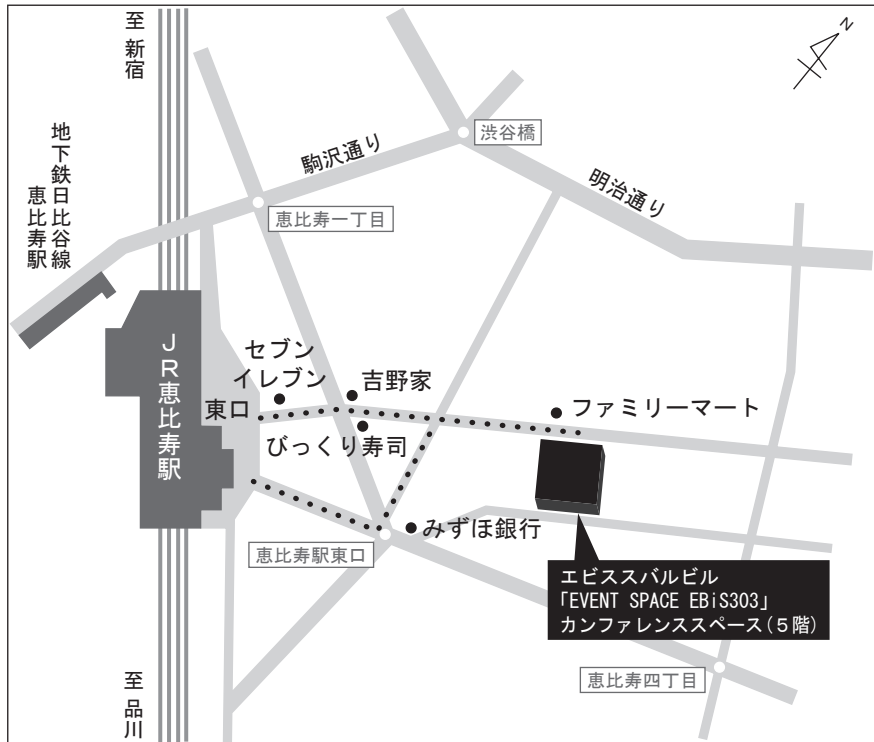 至 新宿
N
地下鉄日比谷線
恵比寿駅
駒沢通り
渋谷橋
明治通り
恵比寿一丁目
JR恵比寿駅
東口
セブン
イレブン
吉野家
びっくり寿司
ファミリーマート
みずほ銀行
恵比寿駅東口
エビススバルビル
「EVENT SPACE EBiS303」
カンファレンススペース(5階)
恵比寿四丁目
至 品川